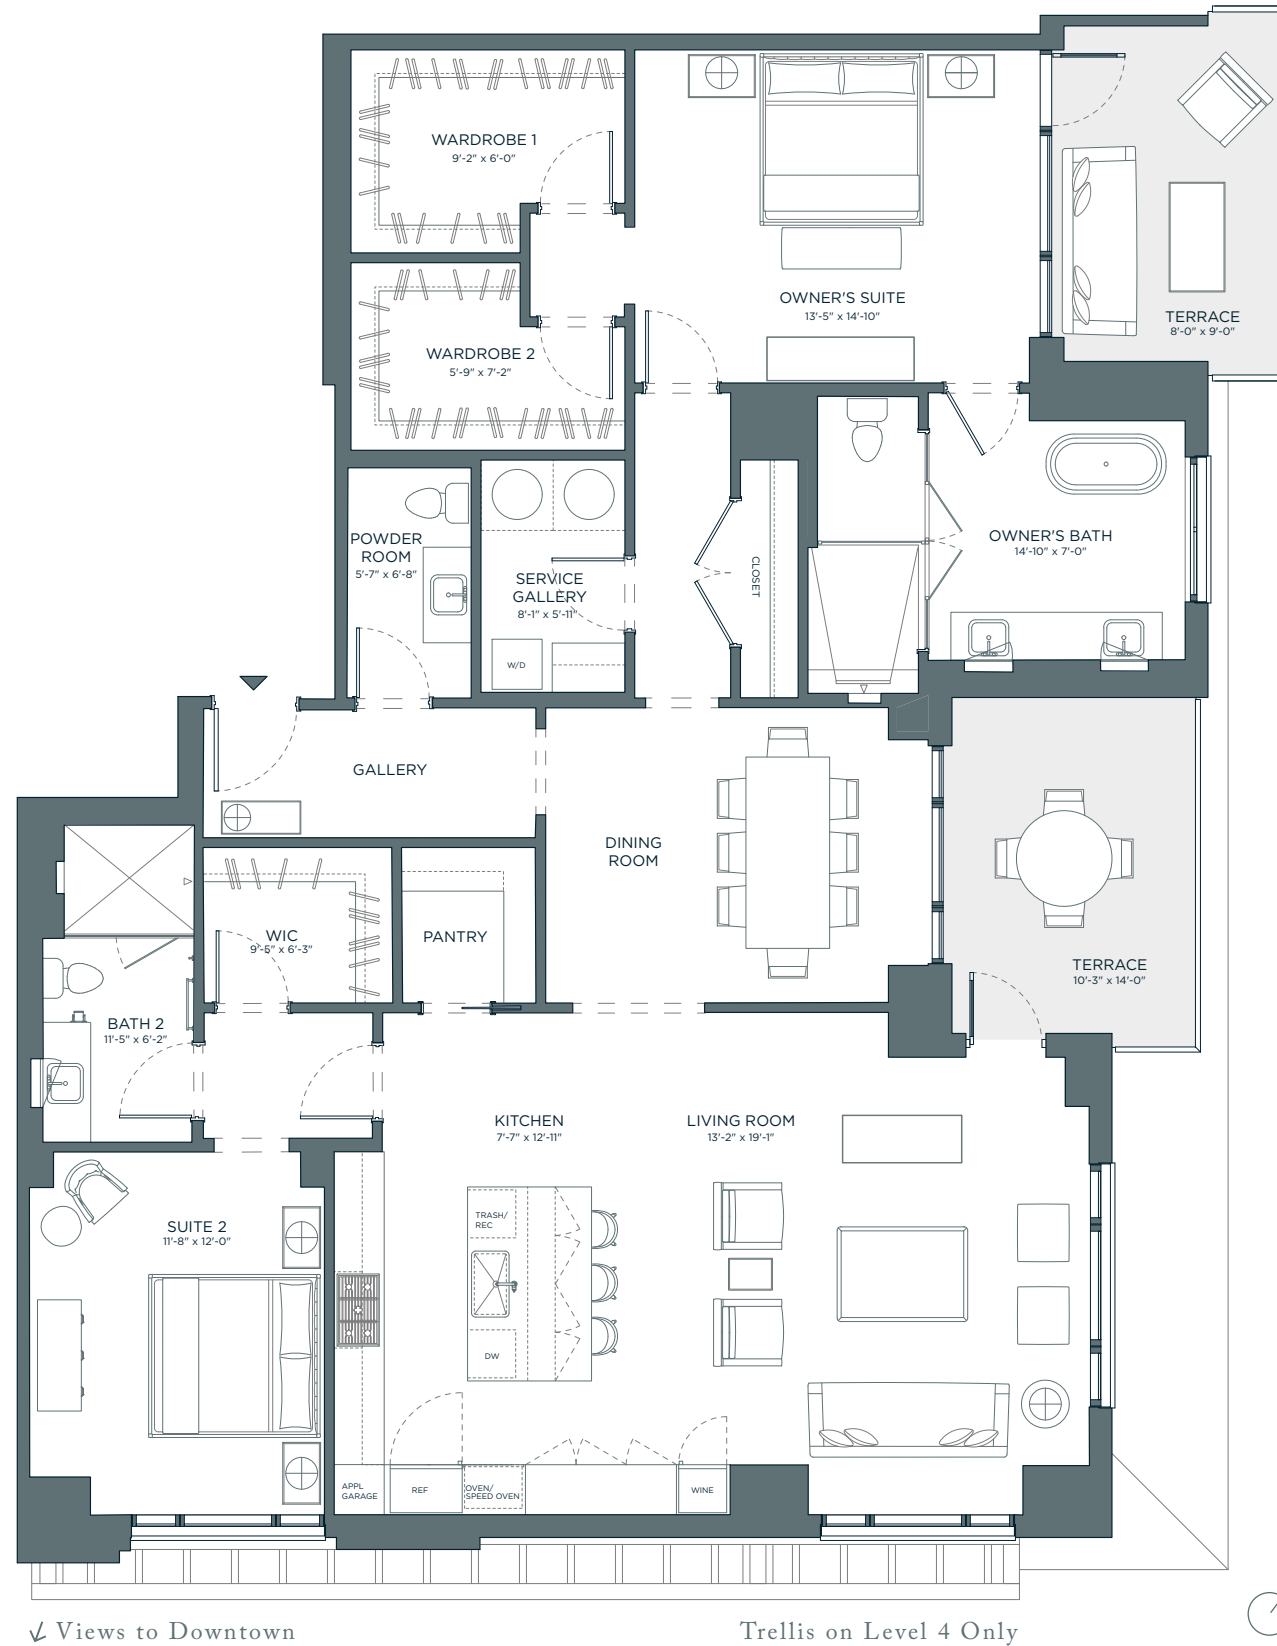 WARDROBE 1
9'-2" x 6'-0"
OWNER'S SUITE
13'-5" x 14'-10"
TERRACE
8'-0" x 9'-0"
WARDROBE 2
5'-9" x 7'-2"
POWDER
ROOM
5'-7" x 6'-8"
SERVICE
GALLERY
8'-1" x 5'-11"
W/D
CLOSET
OWNER'S BATH
14'-10" x 7'-0"
GALLERY
DINING
ROOM
WIC
9'-5" x 6'-3"
PANTRY
TERRACE
10'-3" x 14'-0"
BATH 2
11'-5" x 6'-2"
KITCHEN
7'-7" x 12'-11"
LIVING ROOM
13'-2" x 19'-1"
SUITE 2
11'-8" x 12'-0"
TRASH/
REC
DW
APPL
GARAGE
REF
OVEN/
SPEED OVEN
WINE
Views to Downtown
Trellis on Level 4 Only